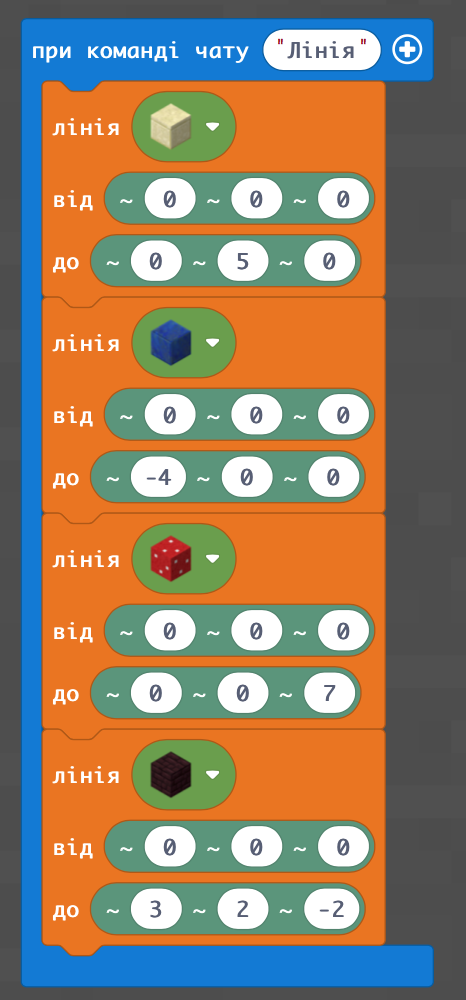 при команді чату "Лінія"
лінія
від ~ 0 ~ 0 ~ 0
до ~ 0 ~ 5 ~ 0
лінія
від ~ 0 ~ 0 ~ 0
до ~ -4 ~ 0 ~ 0
лінія
від ~ 0 ~ 0 ~ 0
до ~ 0 ~ 0 ~ 7
лінія
від ~ 0 ~ 0 ~ 0
до ~ 3 ~ 2 ~ -2